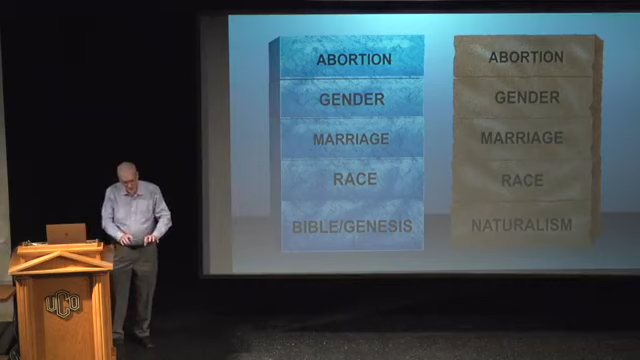 ABORTION
GENDER
MARRIAGE
RACE
BIBLE/GENESIS
ABORTION
GENDER
MARRIAGE
RACE
NATURALISM
UCO